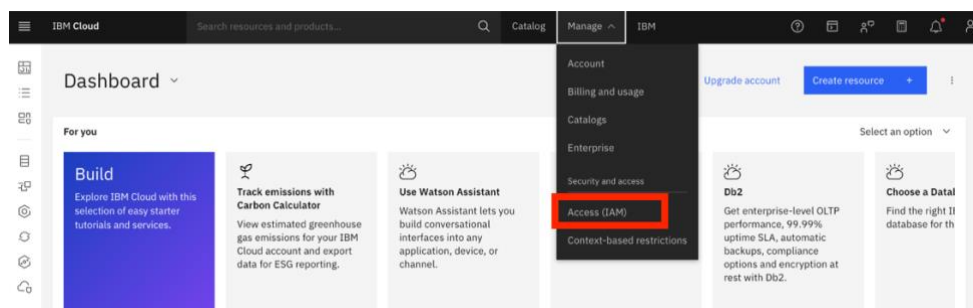 IBM Cloud
Search resources and products...
Catalog
Manage
IBM
Dashboard
Upgrade account
Create resource +
Account
Billing and usage
Catalogs
Enterprise
Security and access
Access (IAM)
Context-based restrictions
For you
Select an option
Build
Explore IBM Cloud with this
selection of easy starter
tutorials and services.
Track emissions with
Carbon Calculator
View estimated greenhouse
gas emissions for your IBM
Cloud account and export
data for ESG reporting.
Use Watson Assistant
Watson Assistant lets you
build conversational
interfaces into any
application, device, or
channel.
Db2
Get enterprise-level OLTP
performance, 99.99%
uptime SLA, automatic
backups, compliance
options and encryption at
rest with Db2.
Choose a Datal
Find the right II
database for th